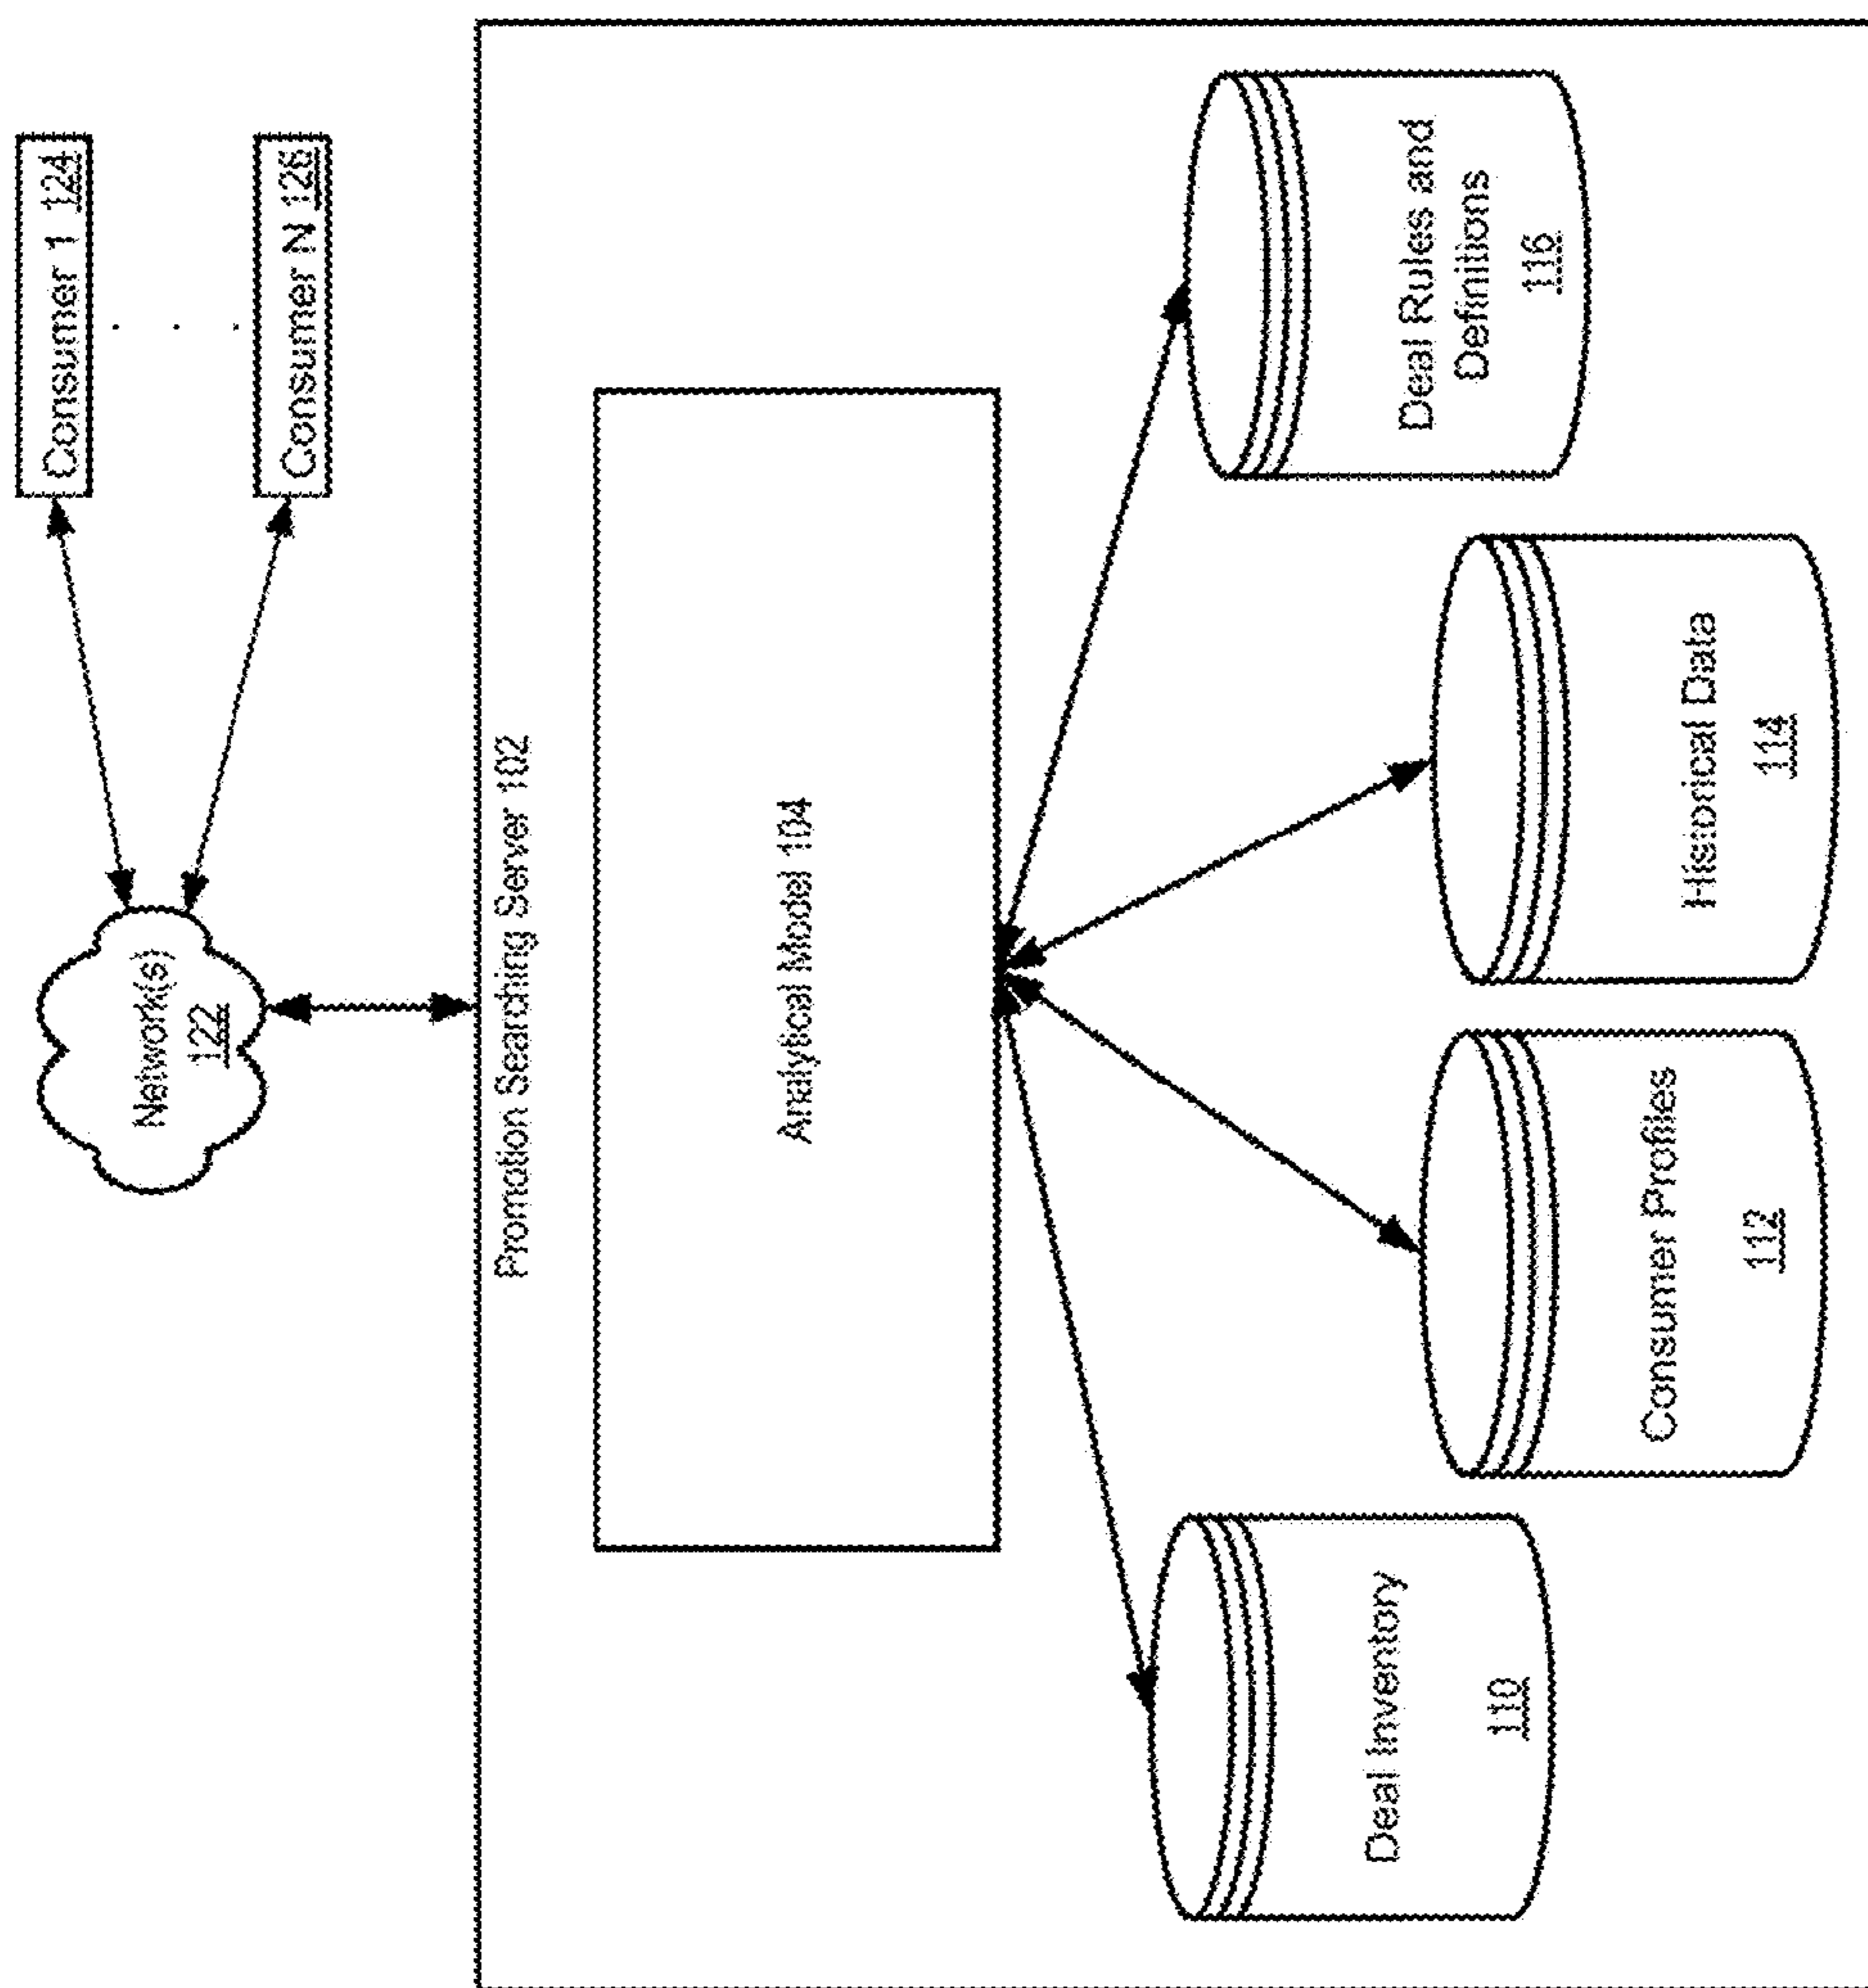 Network(s)
122
Consumer 1 124
Consumer N 126
Promotion Searching Server 102
Analytical Model 104
Deal Inventory
110
Consumer Profiles
112
Historical Data
114
Deal Rules and
Definitions
116